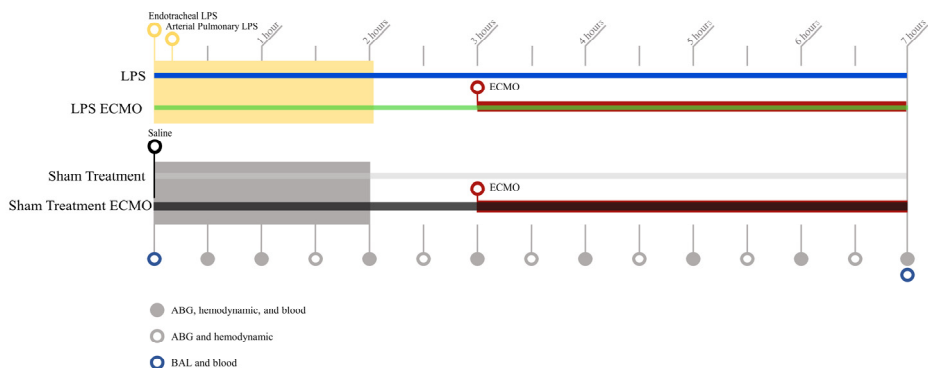 Endotracheal LPS
Arterial Pulmonary LPS
1 hour
2 hours
3 hours
4 hours
5 hours
6 hours
7 hours
LPS
ECMO
LPS ECMO
Saline
Sham Treatment
ECMO
Sham Treatment ECMO
ABG, hemodynamic, and blood
ABG and hemodynamic
BAL and blood